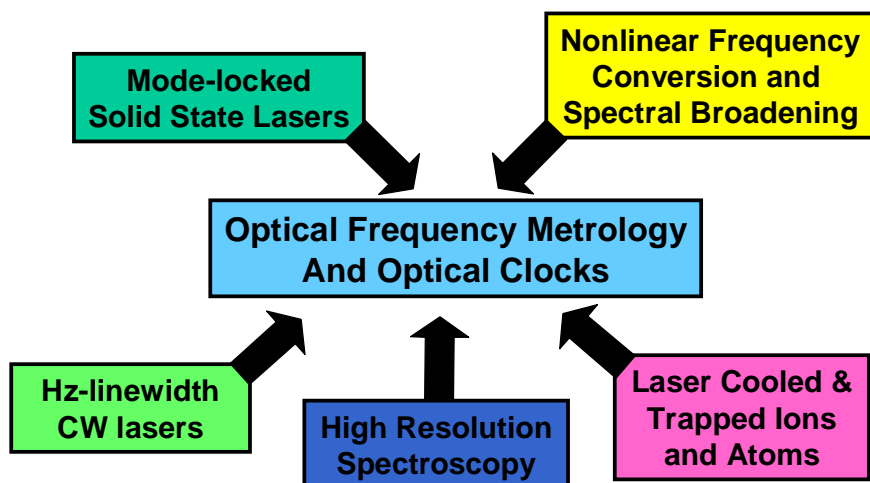 Mode-locked
Solid State Lasers
Nonlinear Frequency
Conversion and
Spectral Broadening
Optical Frequency Metrology
And Optical Clocks
Hz-linewidth
CW lasers
High Resolution
Spectroscopy
Laser Cooled &
Trapped Ions
and Atoms